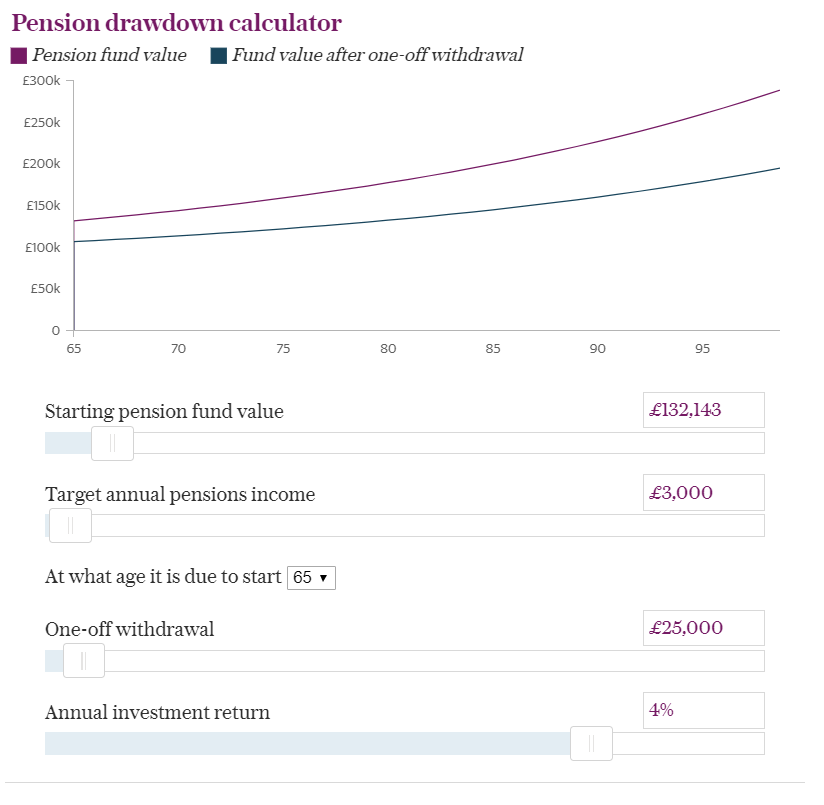 Pension drawdown calculator
Pension fund value Fund value after one-off withdrawal
£300k
£250k
£200k
£150k
£100k
£50k
0
65 70 75 80 85 90 95
Starting pension fund value £132,143
Target annual pensions income £3,000
At what age it is due to start 65
One-off withdrawal £25,000
Annual investment return 4%